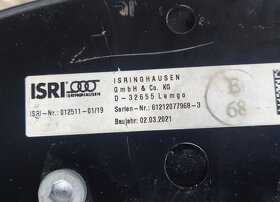 ISRI
ISRINGHAUSEN
ISRINGHAUSEN
GmbH & Co. KG
D - 32655 Lemgo
ISRI-Nr.: 012511-01/19
Serien-Nr.: 61212077968-3
Baujahr: 02.03.2021
B
68